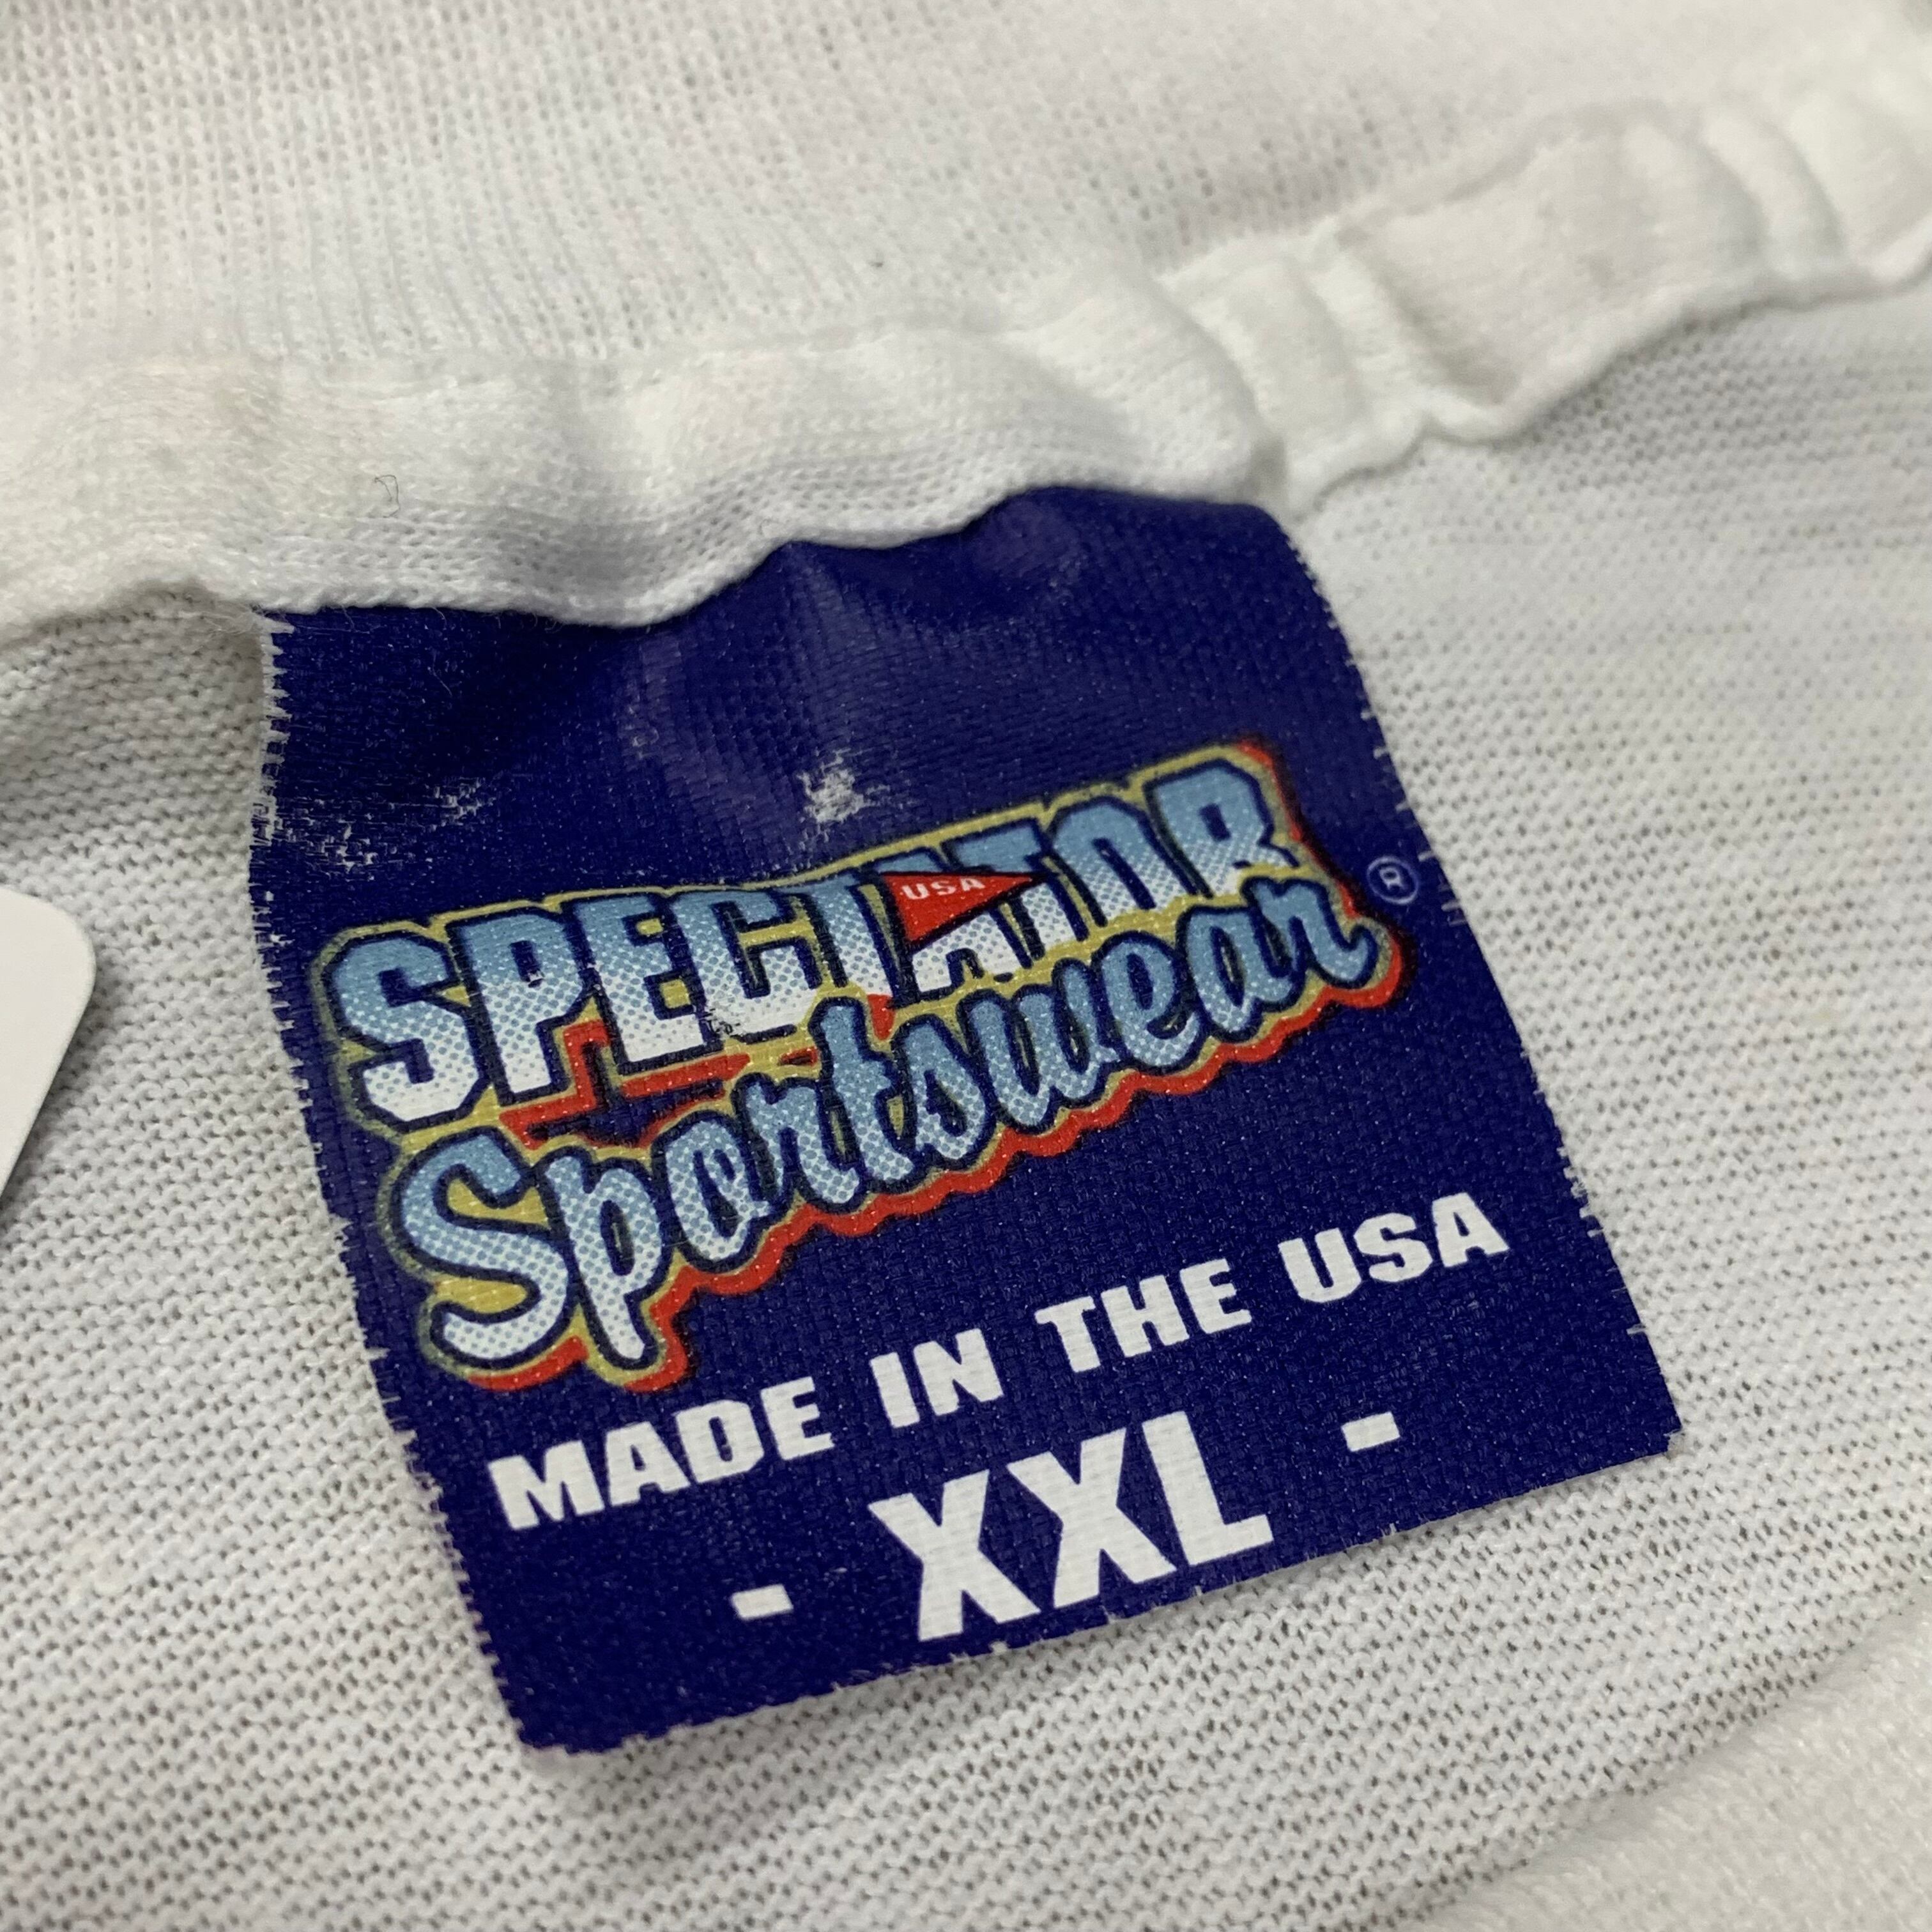 SPECTATOR ®
USA
Sportswear
MADE IN THE USA
- XXL -